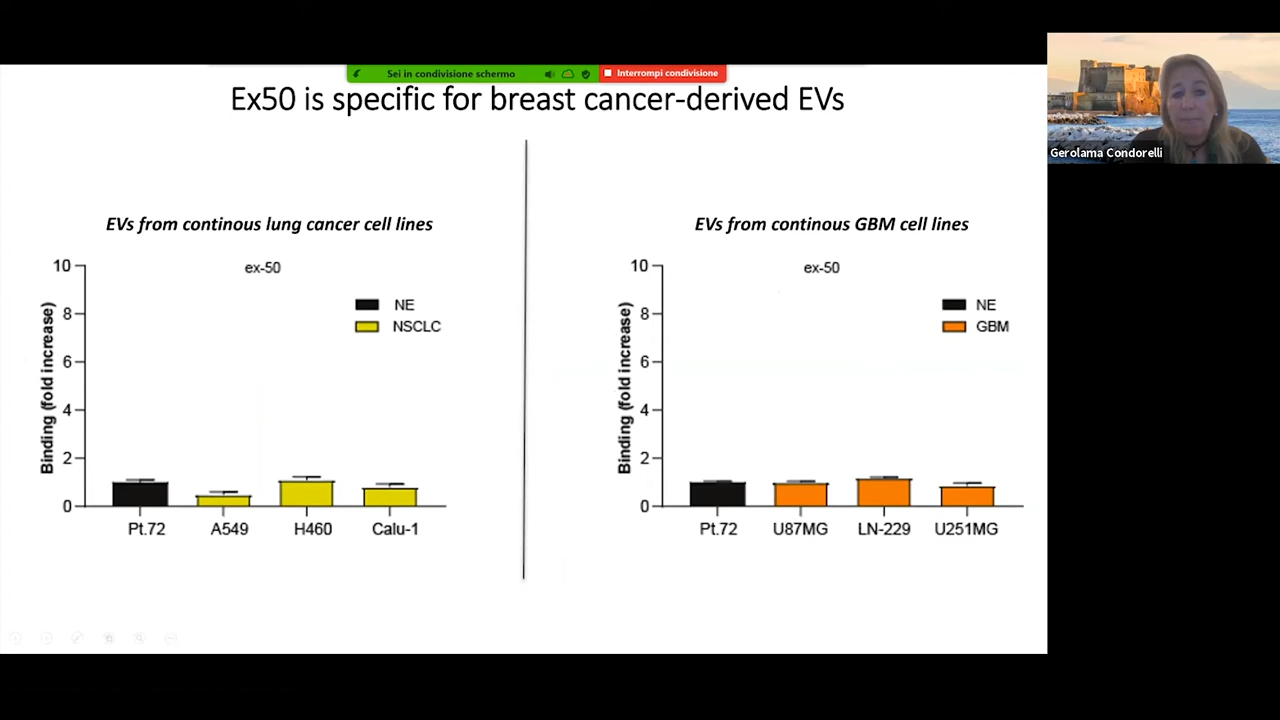 Sei in condivisione schermo
Interrompi condivisione
Ex50 is specific for breast cancer-derived EVs
Gerolama Condorelli
EVs from continous lung cancer cell lines
ex-50
NE
NSCLC
Binding (fold increase)
10
8
6
4
2
0
Pt.72 A549 H460 Calu-1
EVs from continous GBM cell lines
ex-50
NE
GBM
Binding (fold increase)
10
8
6
4
2
0
Pt.72 U87MG LN-229 U251MG